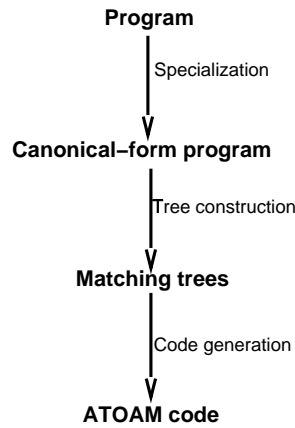 Program
Specialization
Canonical–form program
Tree construction
Matching trees
Code generation
ATOAM code